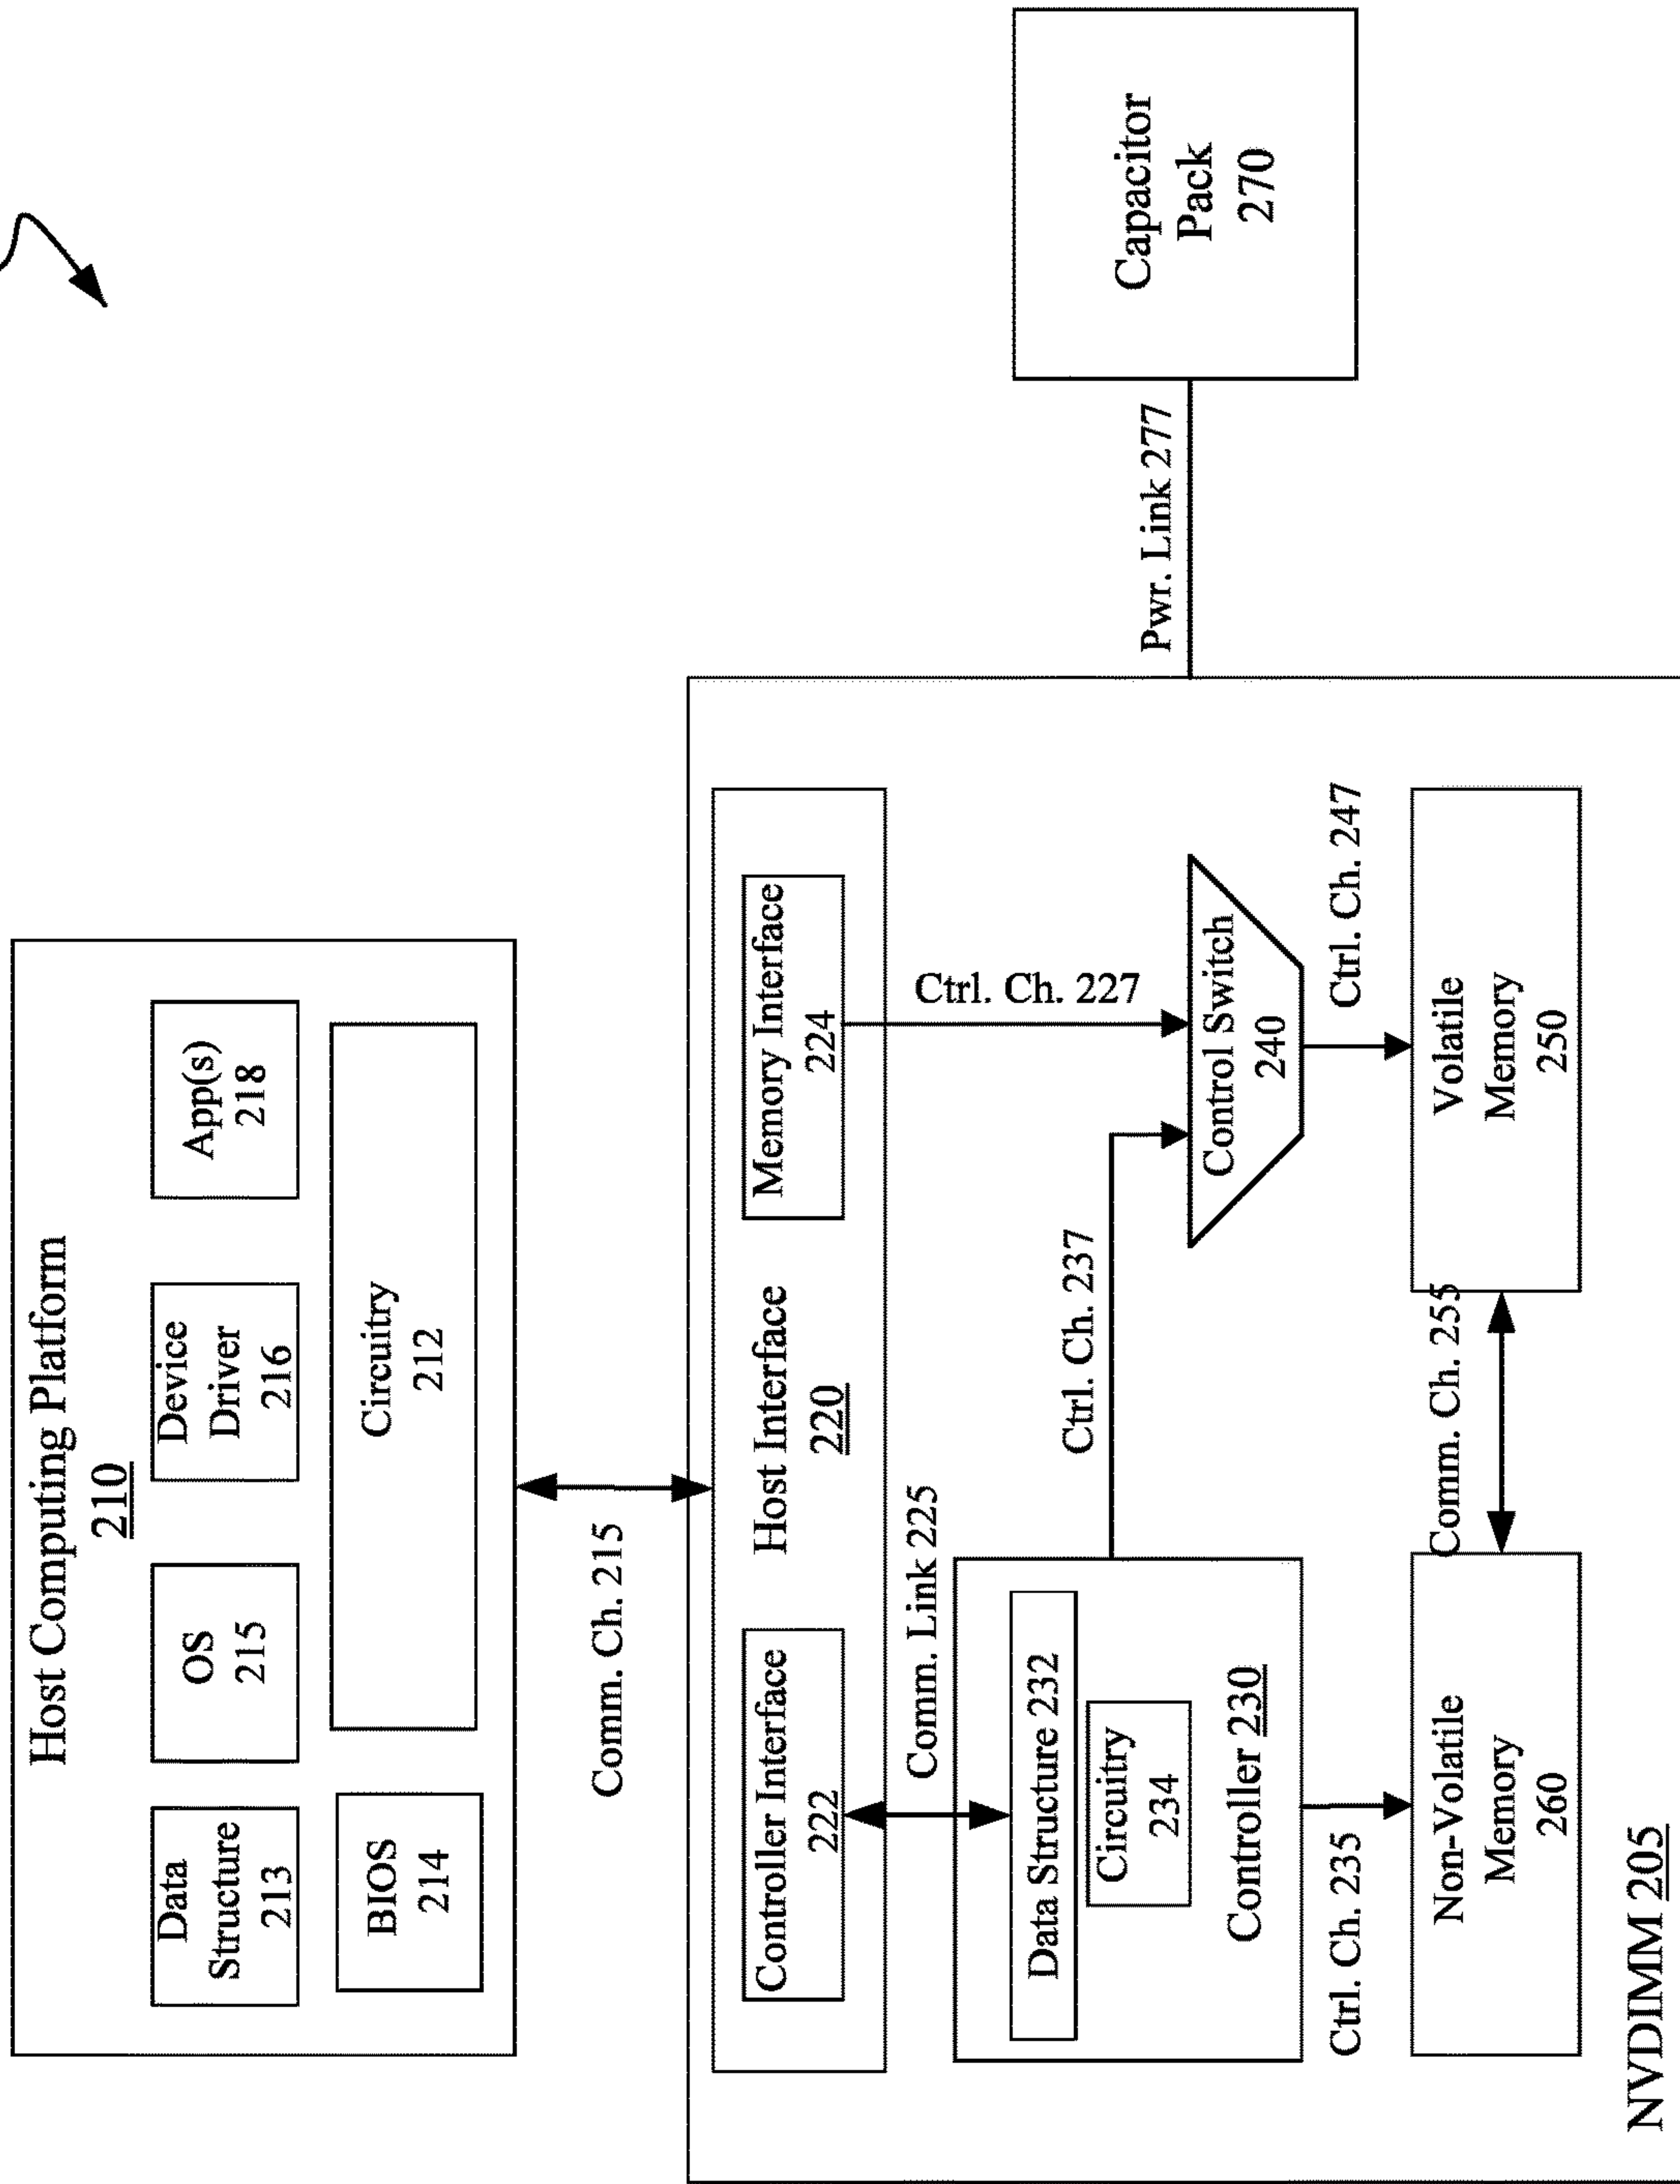 Host Computing Platform
210
Data
Structure
213
OS
215
Device
Driver
216
App(s)
218
BIOS
214
Circuitry
212
Comm. Ch. 215
Controller Interface
222
Host Interface
220
Memory Interface
224
Comm. Link 225
Ctrl. Ch. 227
Data Structure 232
Circuitry
234
Controller 230
Ctrl. Ch. 237
Control Switch
240
Pwr. Link 277
Capacitor
Pack
270
Ctrl. Ch. 235
Ctrl. Ch. 247
Non-Volatile
Memory
260
Comm. Ch. 255
Volatile
Memory
250
NVDIMM 205